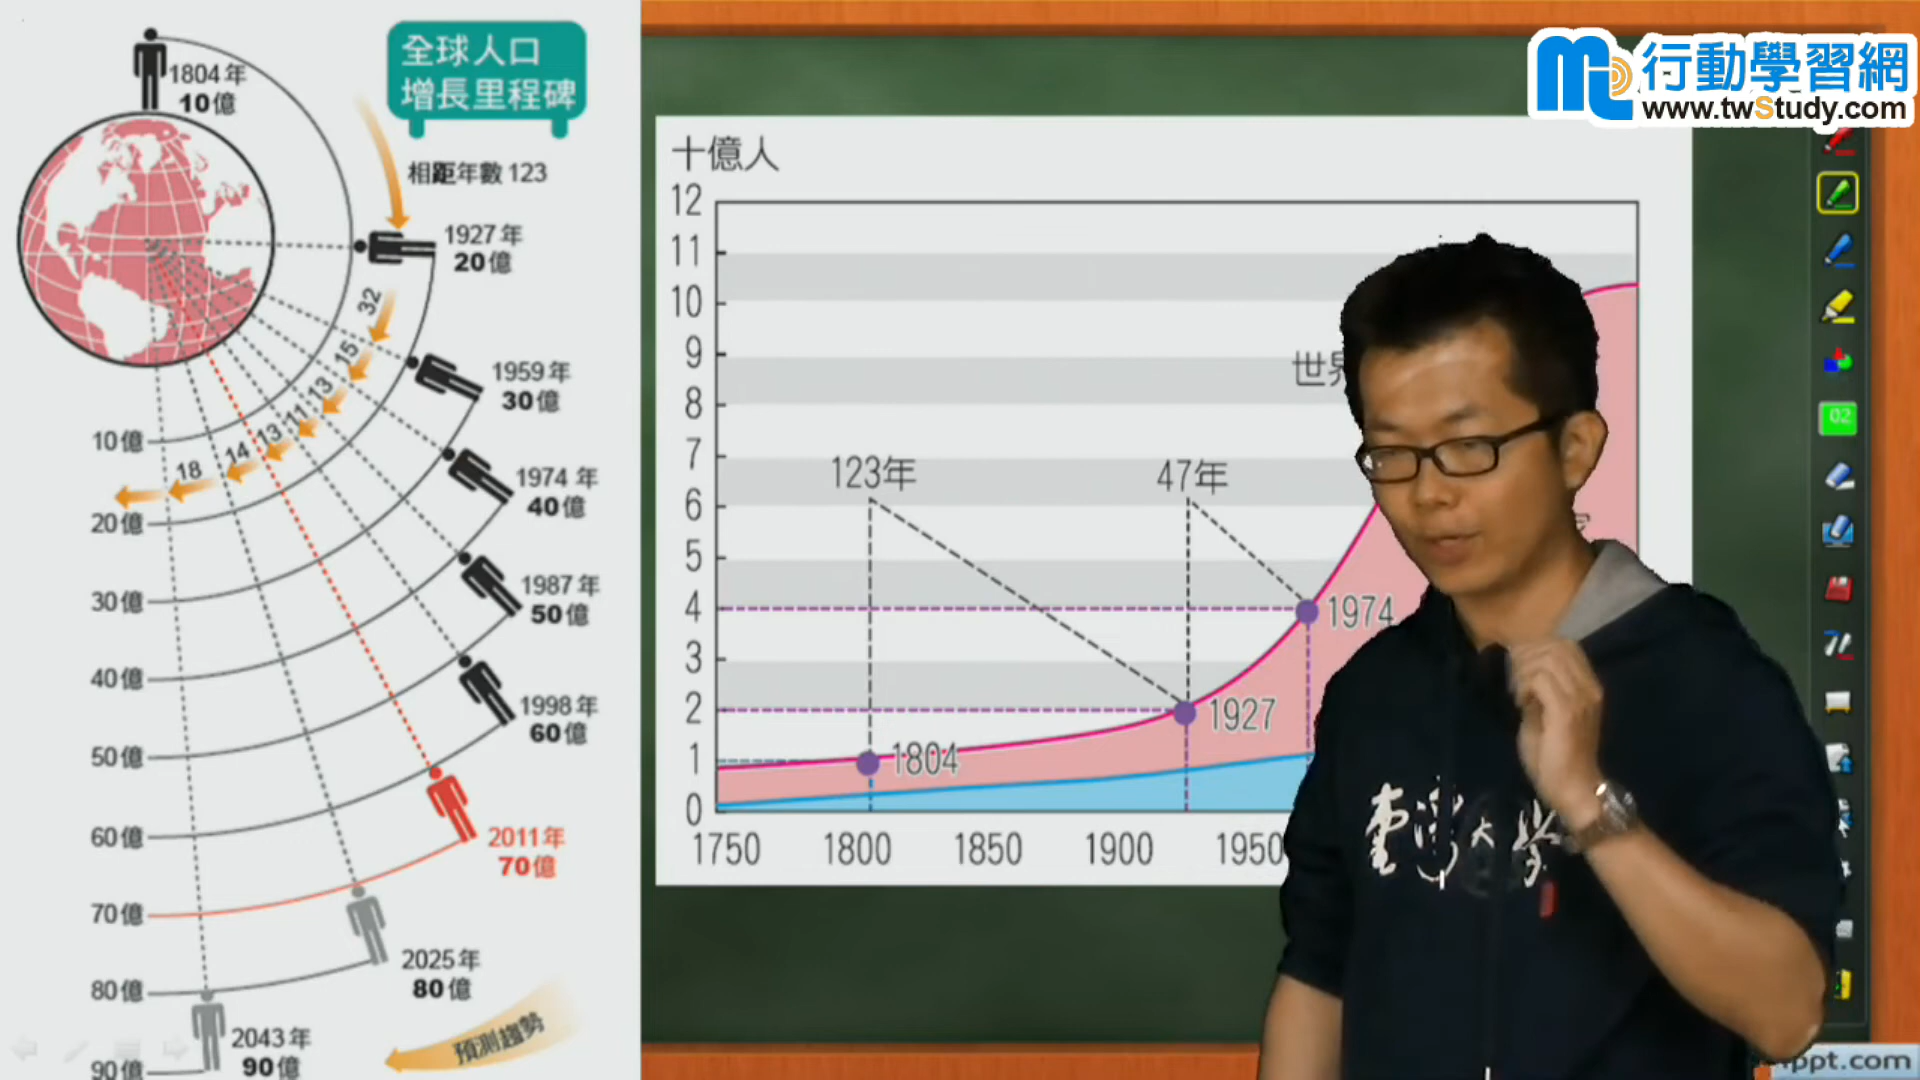 全球人口
增長里程碑
1804年
10億
相距年數 123
1927年
20億
32
1959年
30億
15
1974年
40億
13
1987年
50億
11
1998年
60億
13
2011年
70億
14
2025年
80億
18
2043年
90億
預測趨勢
10億
20億
30億
40億
50億
60億
70億
80億
90億
行動學習網
www.twStudy.com
十億人
12
11
10
9
8
7
6
5
4
3
2
1
0
世界
123年
47年
1974
1927
1804
1750
1800
1850
1900
1950
臺灣大學
02
ppt.com